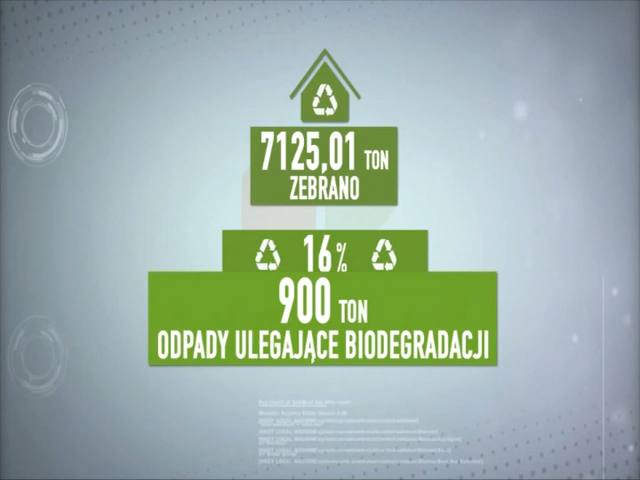 7125,01 TON
ZEBRANO
16%
900 TON
ODPADY ULEGAJĄCE BIODEGRADACJI